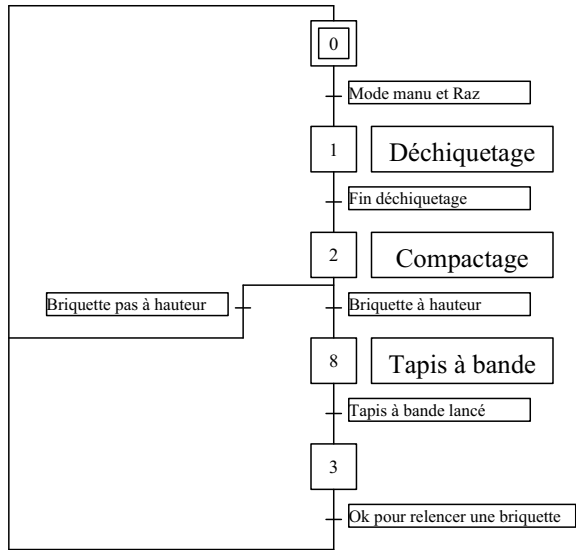 0
Mode manu et Raz
1
Déchiquetage
Fin déchiquetage
2
Compactage
Briquette pas à hauteur
Briquette à hauteur
8
Tapis à bande
Tapis à bande lancé
3
Ok pour relencer une briquette